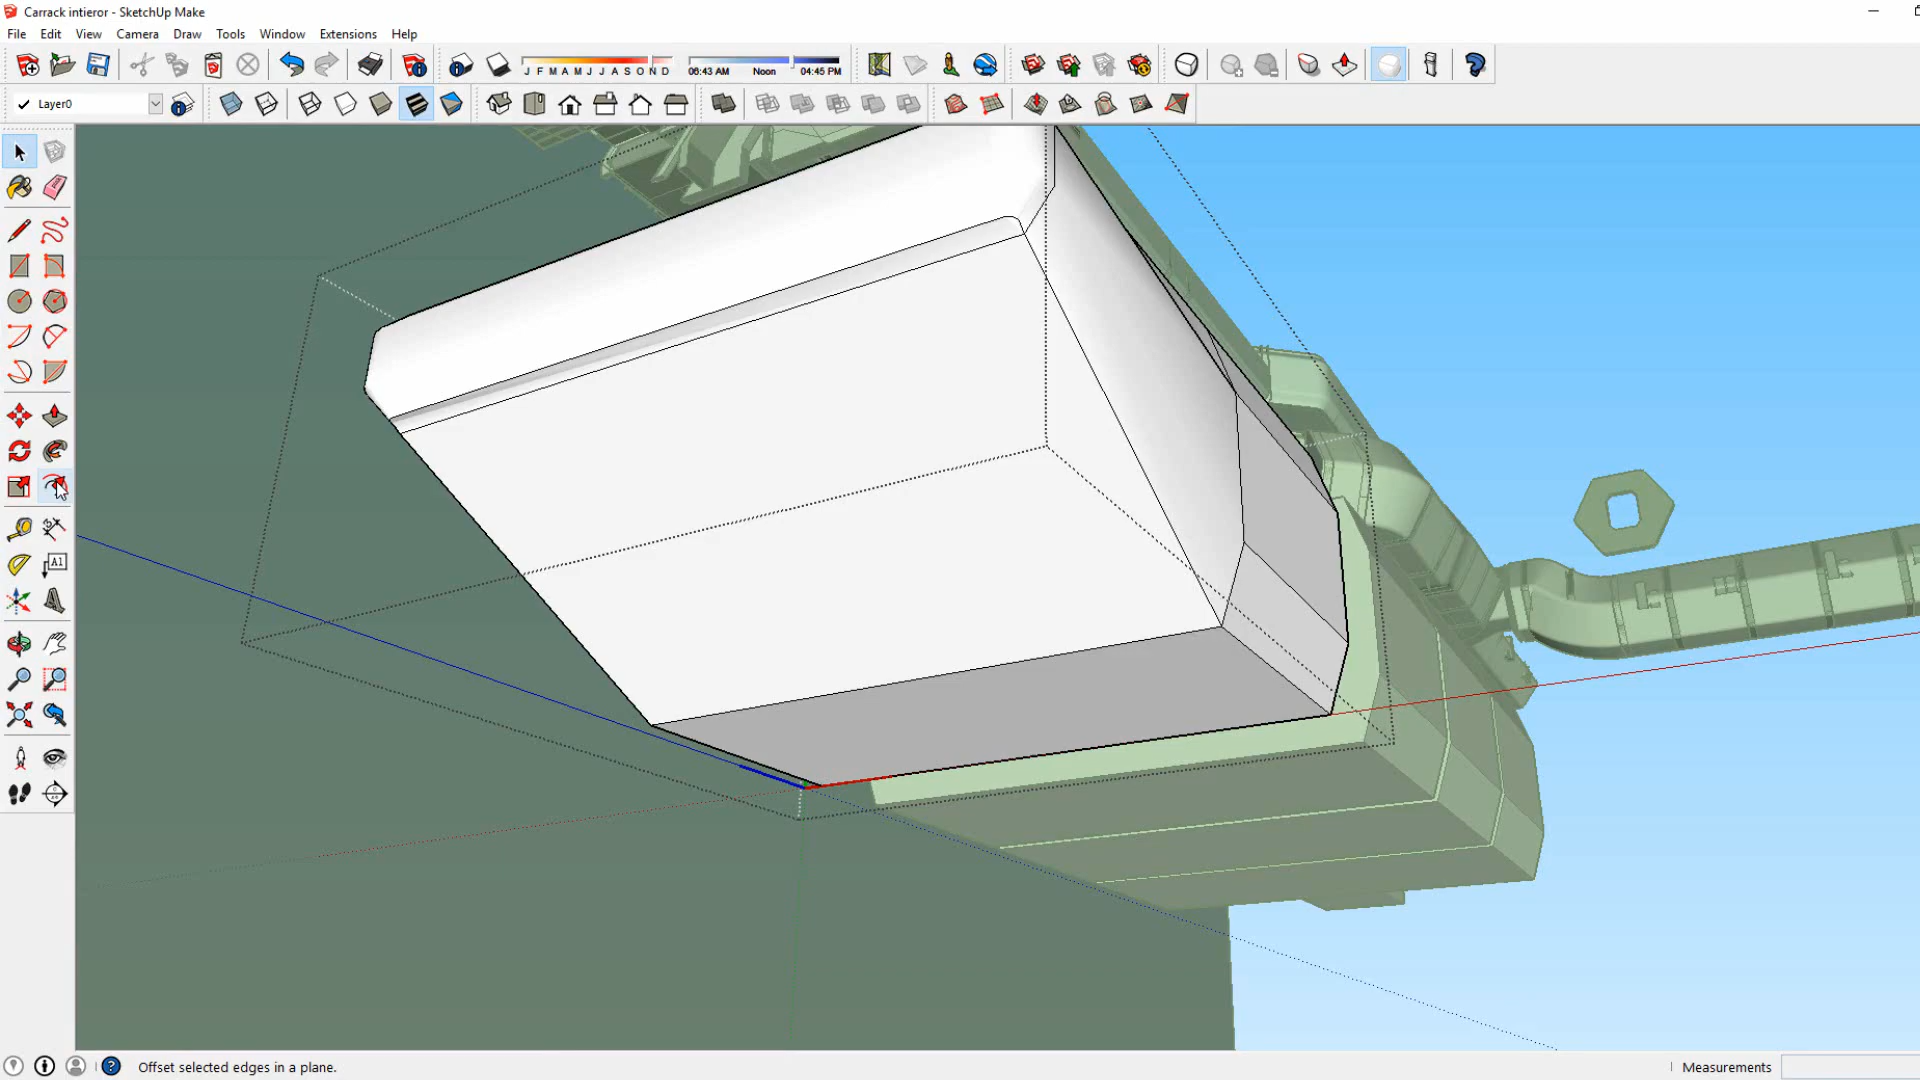 Carrack intieror - SketchUp Make
File Edit View Camera Draw Tools Window Extensions Help
J F M A M J J A S O N D 06:43 AM Noon 04:45 PM
Layer0
A1
Offset selected edges in a plane.
Measurements